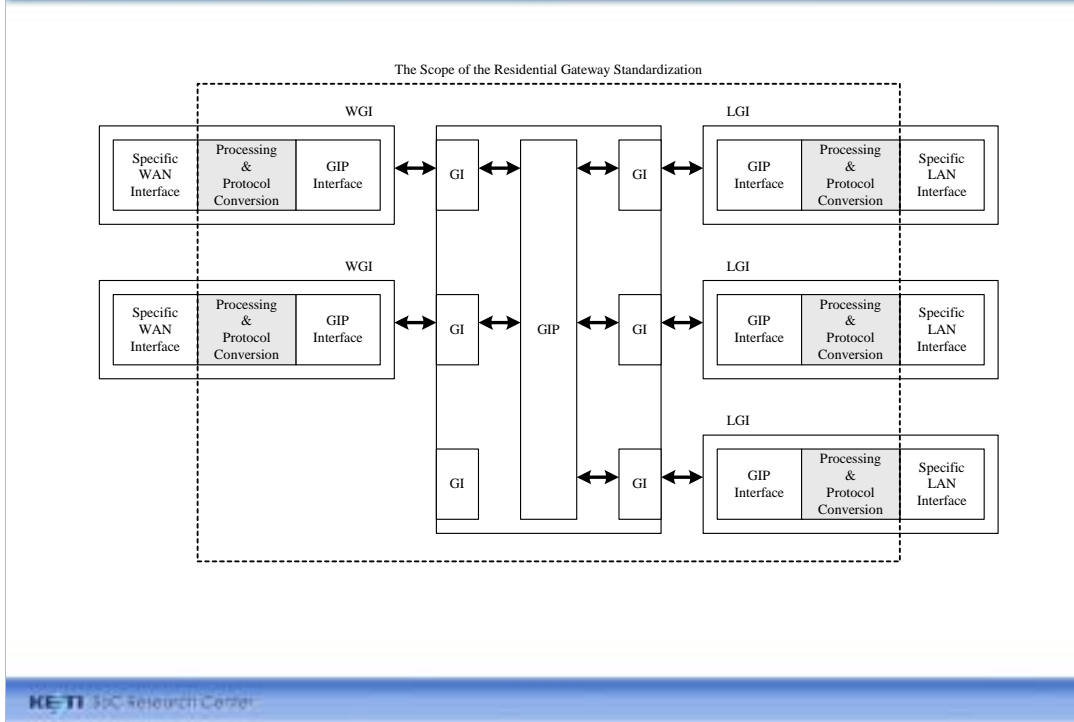 The Scope of the Residential Gateway Standardization
WGI
LGI
Specific
WAN
Interface
Processing
&
Protocol
Conversion
GIP
Interface
GI
GI
GIP
Interface
Processing
&
Protocol
Conversion
Specific
LAN
Interface
WGI
LGI
Specific
WAN
Interface
Processing
&
Protocol
Conversion
GIP
Interface
GI
GIP
GI
GIP
Interface
Processing
&
Protocol
Conversion
Specific
LAN
Interface
LGI
GI
GI
GIP
Interface
Processing
&
Protocol
Conversion
Specific
LAN
Interface
KETI SoC Research Center